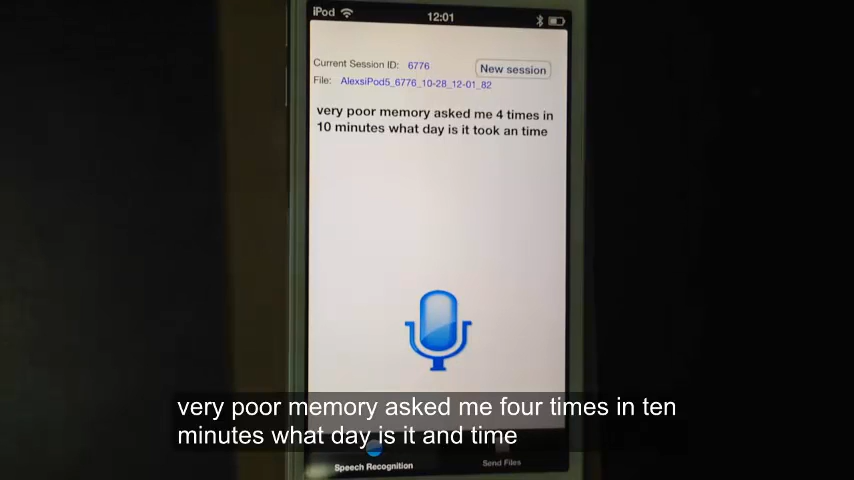 iPod 12:01
Current Session ID: 6776 New session
File: AlexsiPod5_6776_10-28_12-01_82
very poor memory asked me 4 times in
10 minutes what day is it took an time
very poor memory asked me four times in ten
minutes what day is it and time
Speech Recognition Send Files